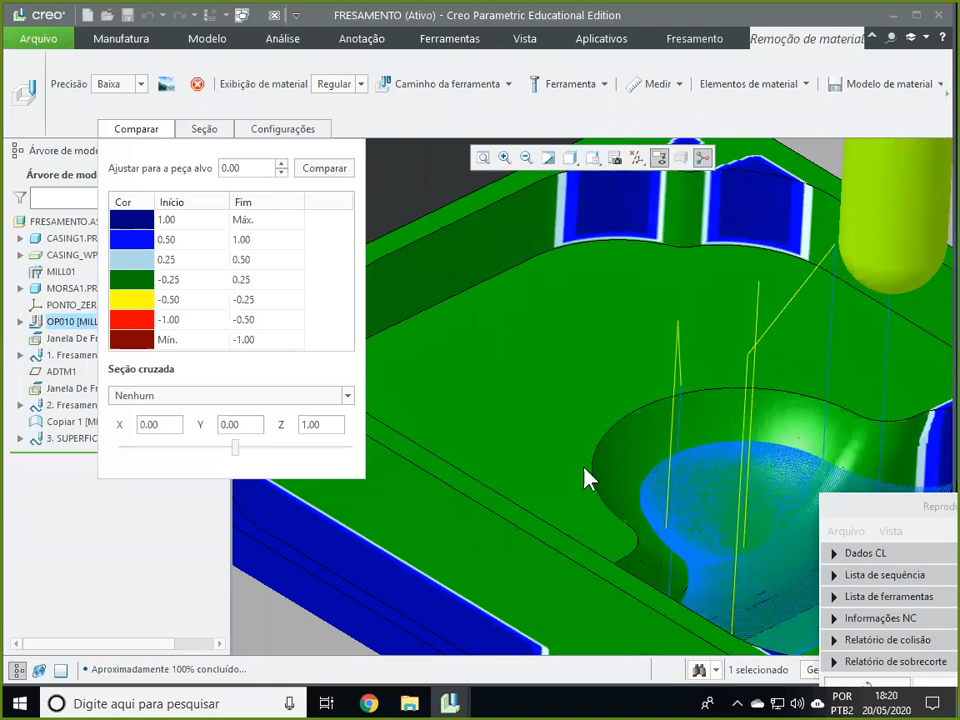 creo
FRESAMENTO (Ativo) - Creo Parametric Educational Edition
Arquivo
Manufatura
Modelo
Análise
Anotação
Ferramentas
Vista
Aplicativos
Fresamento
Remoção de material
Precisão
Baixa
Exibição de material
Regular
Caminho da ferramenta
Ferramenta
Medir
Elementos de material
Modelo de material
Comparar
Seção
Configurações
Árvore de mode
Ajustar para a peça alvo
0.00
Comparar
Árvore de mode
Cor
Início
Fim
1.00
Máx.
0.50
1.00
0.25
0.50
-0.25
0.25
-0.50
-0.25
-1.00
-0.50
Mín.
-1.00
FRESAMENTO.AS
CASING1.PR
CASING_WP
MILL01
MORSA1.PR
PONTO_ZER
OP010 [MILL
Janela De Fr
1. Fresamen
ADTM1
Janela De Fr
2. Fresamen
Copiar 1 [M
3. SUPERFIC
Seção cruzada
Nenhum
X
0.00
Y
0.00
Z
1.00
Reprodu
Arquivo
Vista
Dados CL
Lista de sequência
Lista de ferramentas
Informações NC
Relatório de colisão
Relatório de sobrecorte
• Aproximadamente 100% concluído...
1 selecionado
Ge
Digite aqui para pesquisar
POR
PTB2
18:20
20/05/2020